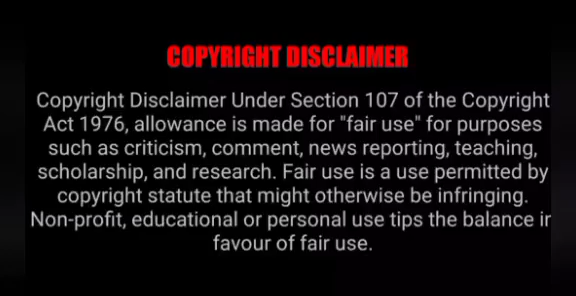 COPYRIGHT DISCLAIMER
Copyright Disclaimer Under Section 107 of the Copyright
Act 1976, allowance is made for "fair use" for purposes
such as criticism, comment, news reporting, teaching,
scholarship, and research. Fair use is a use permitted by
copyright statute that might otherwise be infringing.
Non-profit, educational or personal use tips the balance in
favour of fair use.